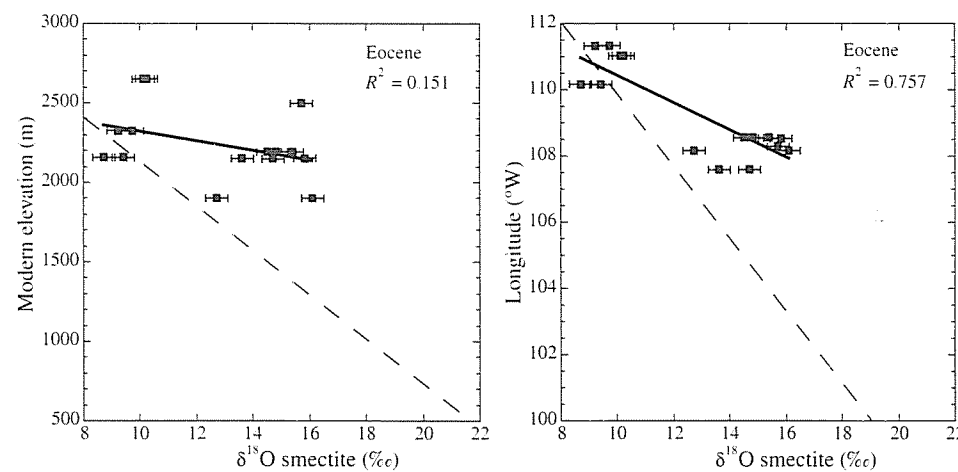 3000
2500
2000
1500
1000
500
Modern elevation (m)
Eocene
R² = 0.151
8 10 12 14 16 18 20 22
δ¹⁸O smectite (‰)
112
110
108
106
104
102
100
Longitude (°W)
Eocene
R² = 0.757
8 10 12 14 16 18 20 22
δ¹⁸O smectite (‰)